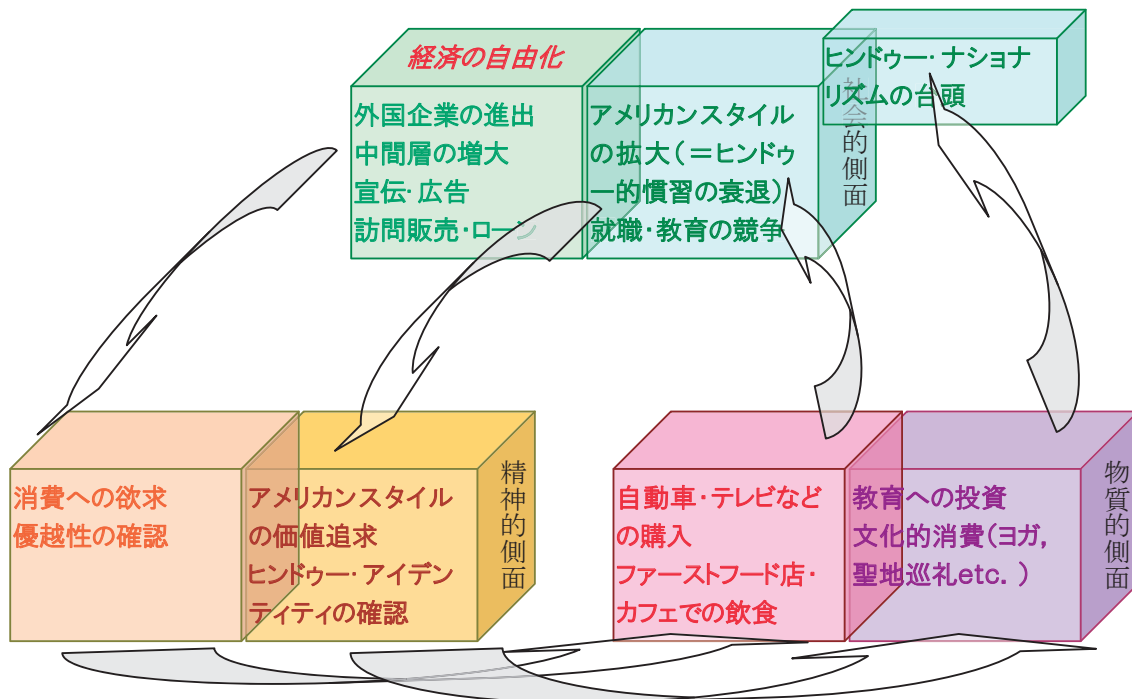 経済の自由化
外国企業の進出
中間層の増大
宣伝・広告
訪問販売・ローン
アメリカンスタイル
の拡大(=ヒンドゥ
ー的慣習の衰退)
就職・教育の競争
社会的側面
ヒンドゥー・ナショナ
リズムの台頭
消費への欲求
優越性の確認
アメリカンスタイル
の価値追求
ヒンドゥー・アイデン
ティティの確認
精神的側面
自動車・テレビなど
の購入
ファーストフード店・
カフェでの飲食
教育への投資
文化的消費(ヨガ,
聖地巡礼etc.)
物質的側面